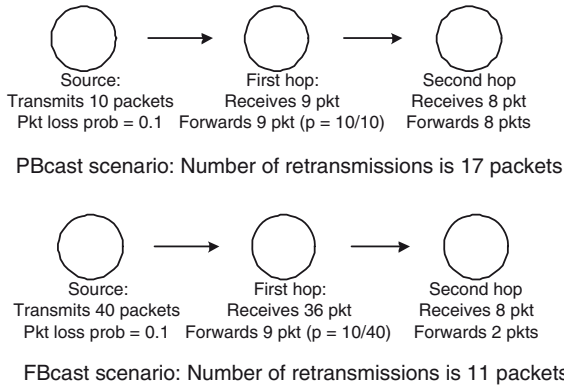 Source:
Transmits 10 packets
Pkt loss prob = 0.1
First hop:
Receives 9 pkt
Forwards 9 pkt (p = 10/10)
Second hop
Receives 8 pkt
Forwards 8 pkts
PBcast scenario: Number of retransmissions is 17 packets
Source:
Transmits 40 packets
Pkt loss prob = 0.1
First hop:
Receives 36 pkt
Forwards 9 pkt (p = 10/40)
Second hop
Receives 8 pkt
Forwards 2 pkts
FBcast scenario: Number of retransmissions is 11 packets